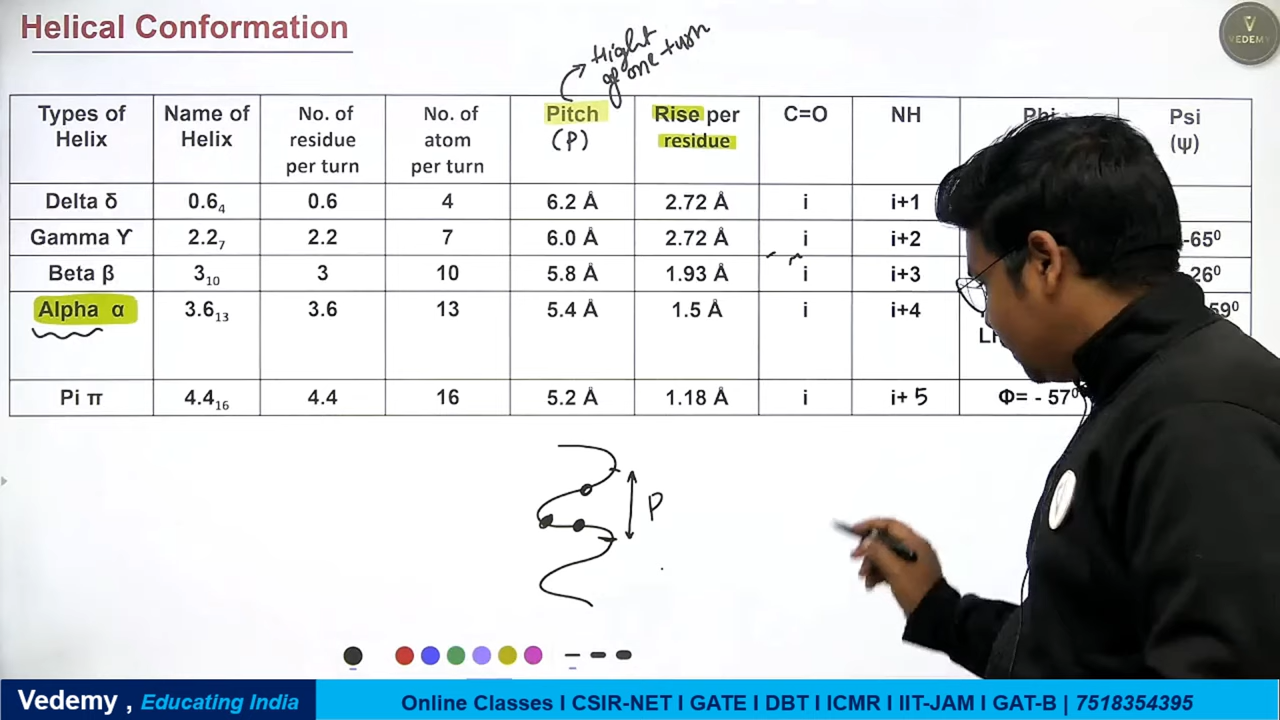 Helical Conformation
V
VEDEMY
Hight
of one turn
Types of Helix | Name of Helix | No. of residue per turn | No. of atom per turn | Pitch (P) | Rise per residue | C=O | NH | Phi | Psi (ψ)
Delta δ | 0.6₄ | 0.6 | 4 | 6.2 Å | 2.72 Å | i | i+1
Gamma ϒ | 2.2₇ | 2.2 | 7 | 6.0 Å | 2.72 Å | i | i+2 | -65⁰
Beta β | 3₁₀ | 3 | 10 | 5.8 Å | 1.93 Å | i | i+3 | 26⁰
Alpha α | 3.6₁₃ | 3.6 | 13 | 5.4 Å | 1.5 Å | i | i+4 | 59⁰
Pi π | 4.4₁₆ | 4.4 | 16 | 5.2 Å | 1.18 Å | i | i+ 5 | Φ= - 57⁰
P
Vedemy , Educating India
Online Classes I CSIR-NET I GATE I DBT I ICMR I IIT-JAM I GAT-B | 7518354395